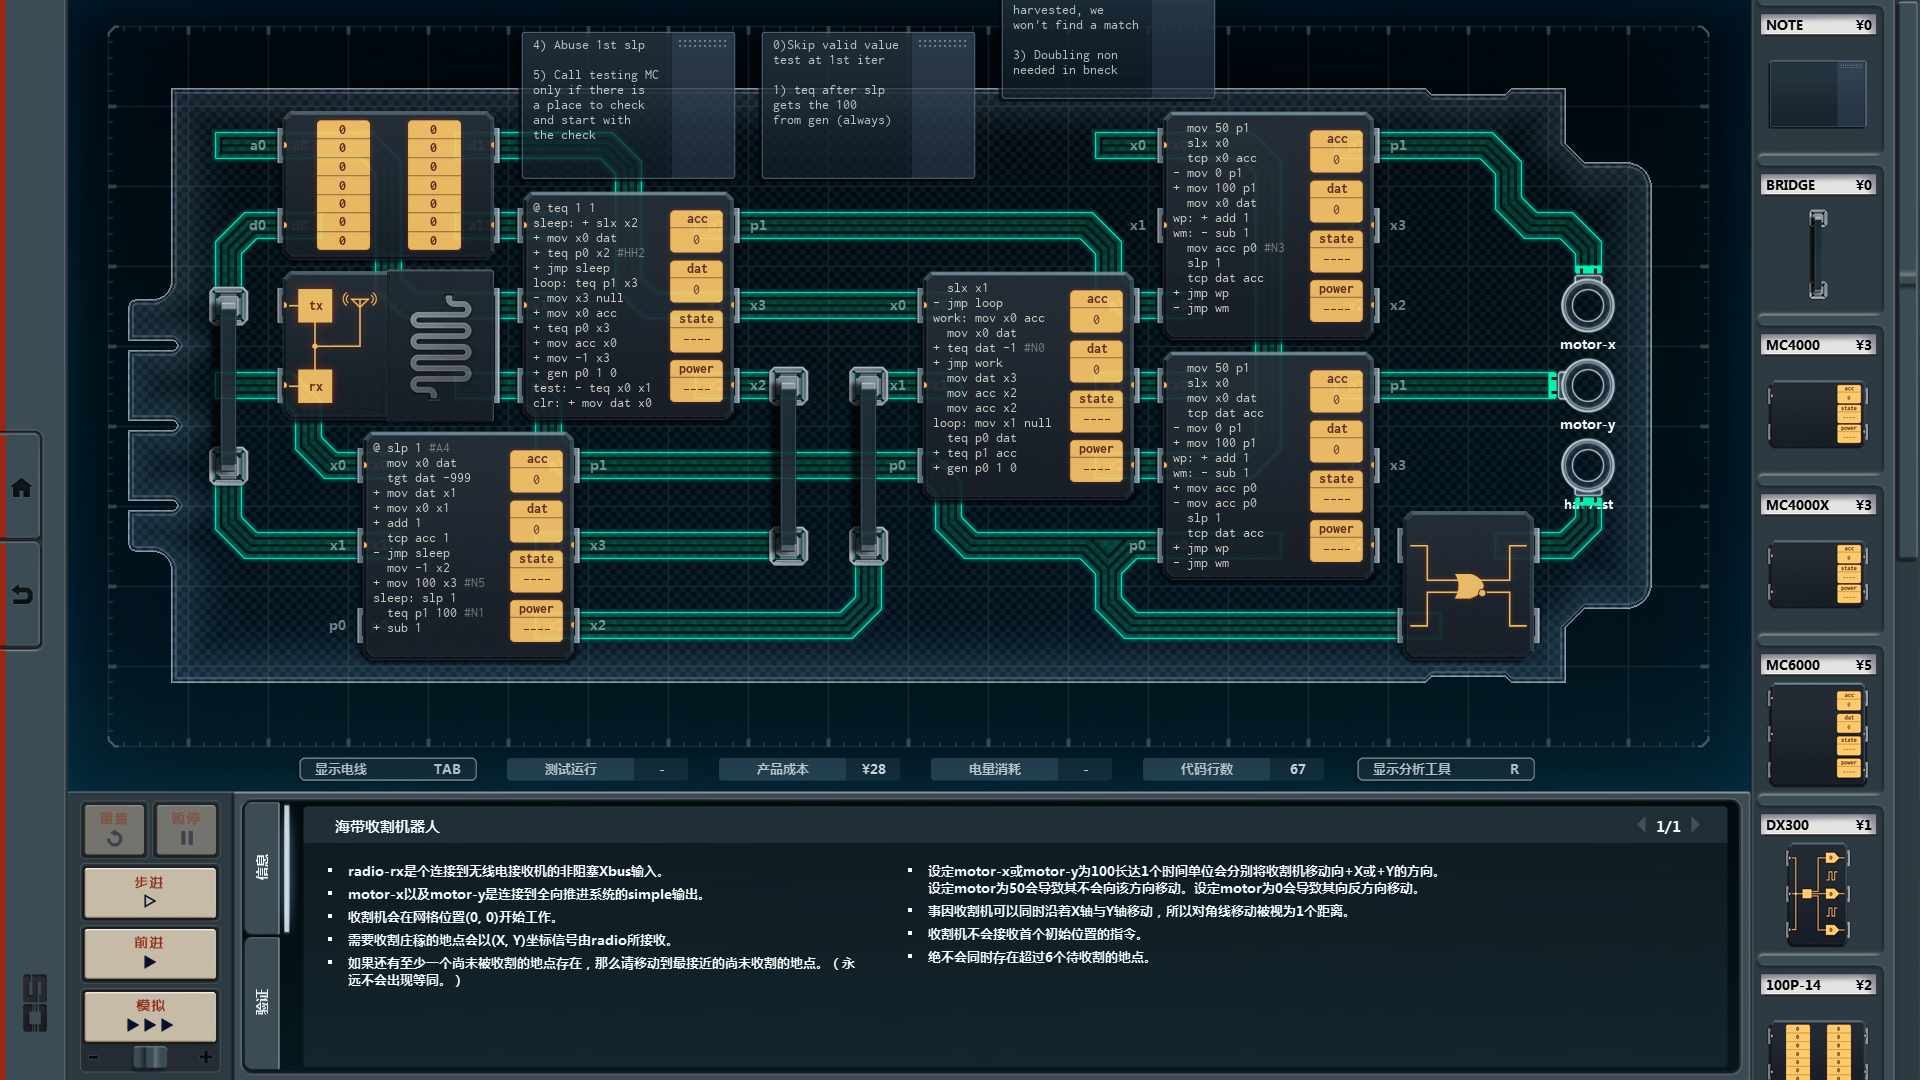 harvested, we
won't find a match
3) Doubling non
needed in bneck
4) Abuse 1st slp
5) Call testing MC
only if there is
a place to check
and start with
the check
0)Skip valid value
test at 1st iter
1) teq after slp
gets the 100
from gen (always)
a0
d0
0
0
0
0
0
0
0
0
0
0
0
0
0
0
tx
rx
@ teq 1 1
sleep: + slx x2
+ mov x0 dat
+ teq p0 x2 #HH2
+ jmp sleep
loop: teq p1 x3
- mov x3 null
+ mov x0 acc
+ teq p0 x3
+ mov acc x0
+ mov -1 x3
+ gen p0 1 0
test: - teq x0 x1
clr: + mov dat x0
acc
0
dat
0
state
----
power
----
p1
x3
x2
@ slp 1 #A4
mov x0 dat
tgt dat -999
+ mov dat x1
+ mov x0 x1
+ add 1
tcp acc 1
- jmp sleep
mov -1 x2
+ mov 100 x3 #N5
sleep: slp 1
teq p1 100 #N1
+ sub 1
acc
0
dat
0
state
----
power
----
x0
x1
p0
p1
x3
x2
slx x1
- jmp loop
work: mov x0 acc
mov x0 dat
+ teq dat -1 #N0
+ jmp work
mov dat x3
mov acc x2
mov acc x2
loop: mov x1 null
teq p0 dat
+ teq p1 acc
+ gen p0 1 0
acc
0
dat
0
state
----
power
----
x0
x1
p0
mov 50 p1
slx x0
tcp x0 acc
- mov 0 p1
+ mov 100 p1
mov x0 dat
wp: + add 1
wm: - sub 1
mov acc p0 #N3
slp 1
tcp dat acc
+ jmp wp
- jmp wm
acc
0
dat
0
state
----
power
----
x0
x1
p1
x3
x2
mov 50 p1
slx x0
mov x0 dat
tcp dat acc
- mov 0 p1
+ mov 100 p1
wp: + add 1
wm: - sub 1
+ mov acc p0
- mov acc p0
slp 1
tcp dat acc
+ jmp wp
- jmp wm
acc
0
dat
0
state
----
power
----
p0
p1
x3
motor-x
motor-y
NOTE ¥0
BRIDGE ¥0
MC4000 ¥3
MC4000X ¥3
MC6000 ¥5
DX300 ¥1
100P-14 ¥2
显示电线 TAB
测试运行 -
产品成本 ¥28
电量消耗 -
代码行数 67
显示分析工具 R
重置
暂停
步进
前进
模拟
- +
信息
验证
海带收割机器人
1/1
▪ radio-rx是个连接到无线电接收机的非阻塞Xbus输入。
▪ motor-x以及motor-y是连接到全向推进系统的simple输出。
▪ 收割机会在网格位置(0, 0)开始工作。
▪ 需要收割庄稼的地点会以(X, Y)坐标信号由radio所接收。
▪ 如果还有至少一个尚未被收割的地点存在，那么请移动到最接近的尚未收割的地点。（永
远不会出现等同。）
▪ 设定motor-x或motor-y为100长达1个时间单位会分别将收割机移动向+X或+Y的方向。
设定motor为50会导致其不会向该方向移动。设定motor为0会导致其向反方向移动。
▪ 事因收割机可以同时沿着X轴与Y轴移动，所以对角线移动被视为1个距离。
▪ 收割机不会接收首个初始位置的指令。
▪ 绝不会同时存在超过6个待收割的地点。